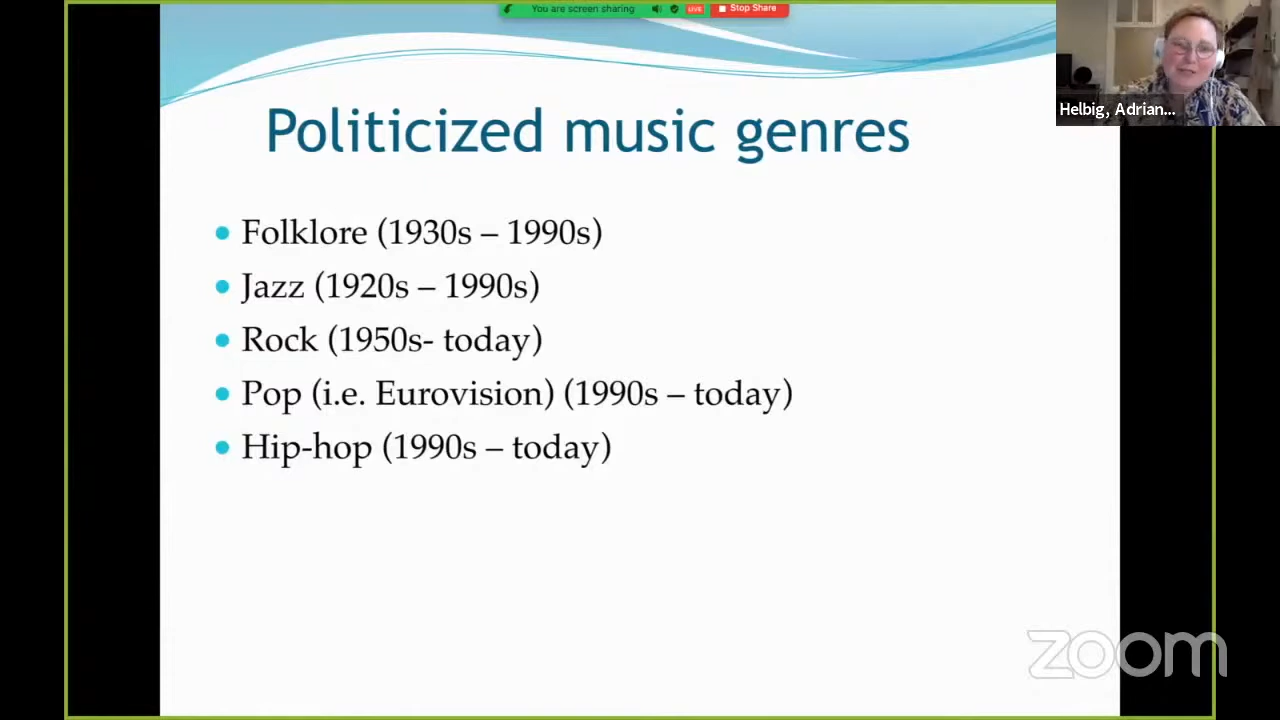 You are screen sharing
LIVE
Stop Share
Helbig, Adrian...
Politicized music genres
• Folklore (1930s – 1990s)
• Jazz (1920s – 1990s)
• Rock (1950s- today)
• Pop (i.e. Eurovision) (1990s – today)
• Hip-hop (1990s – today)
zoom